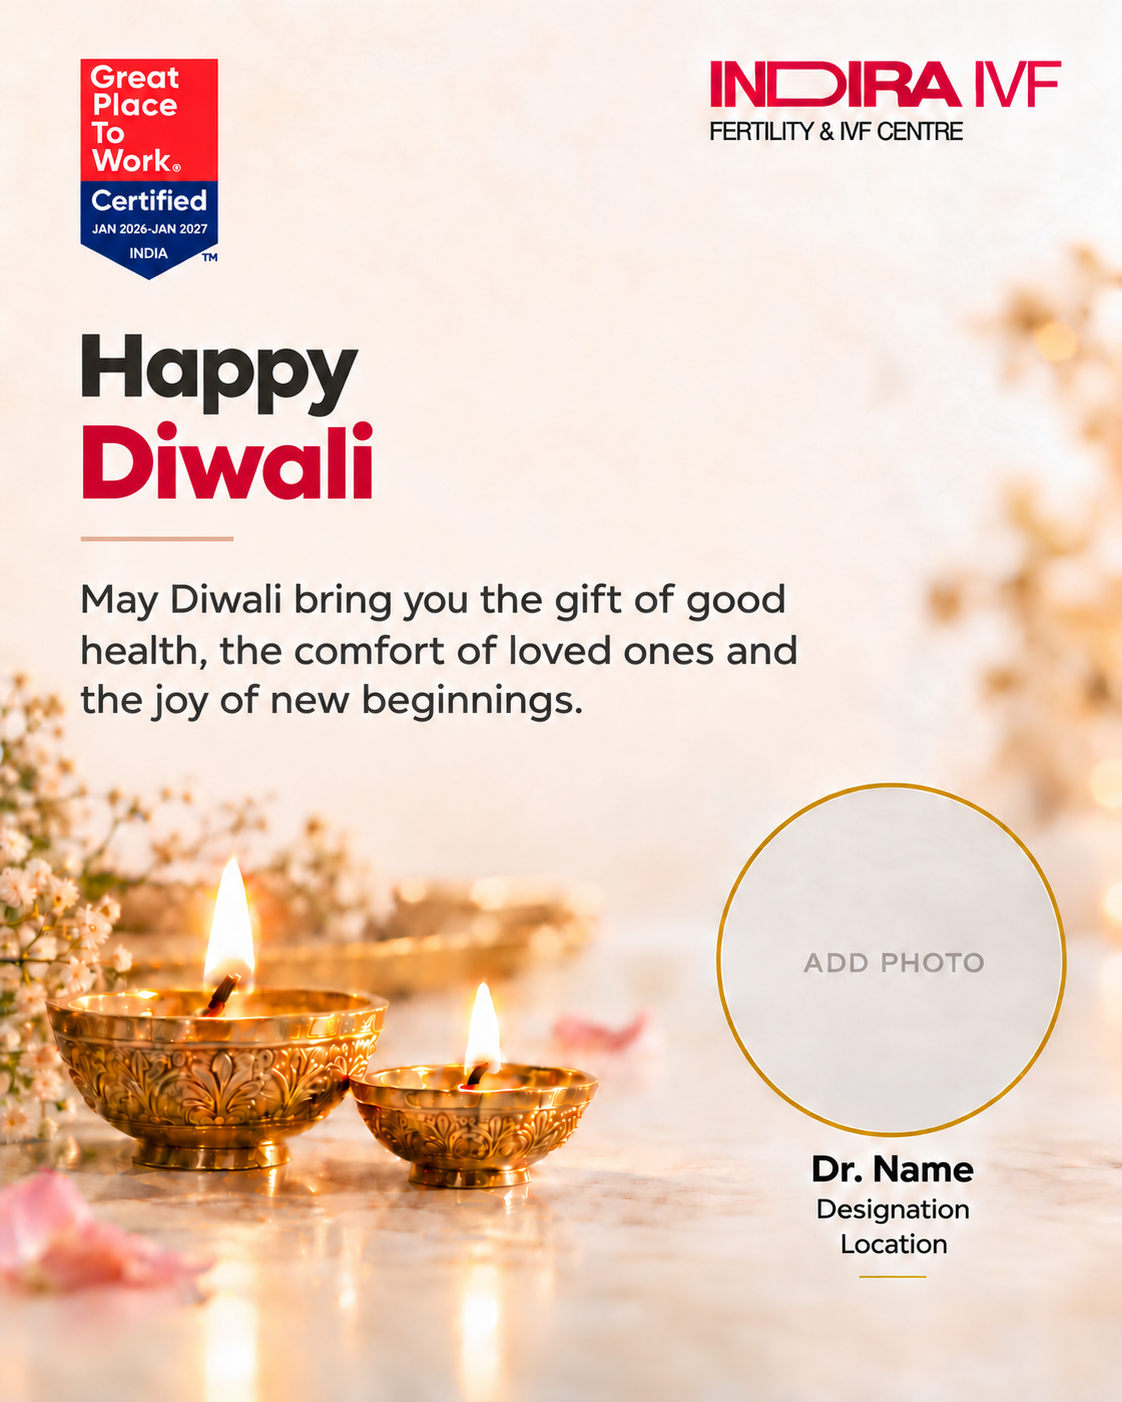 Great
Place
To
Work®
Certified
JAN 2026-JAN 2027
INDIA
™
INDIRA IVF
FERTILITY & IVF CENTRE
Happy
Diwali
May Diwali bring you the gift of good
health, the comfort of loved ones and
the joy of new beginnings.
ADD PHOTO
Dr. Name
Designation
Location